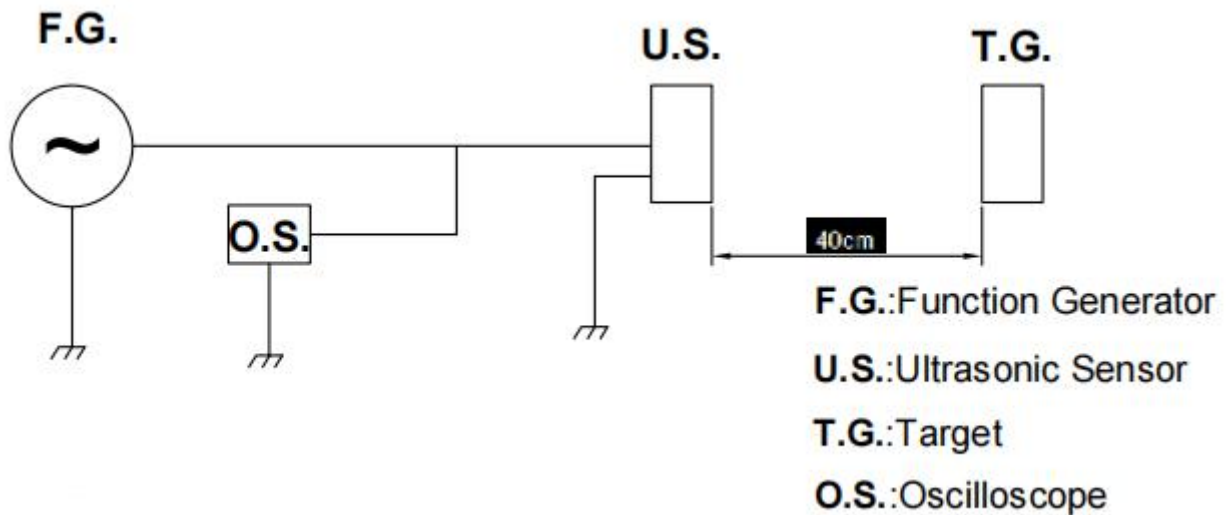 F.G.
U.S.
T.G.
~
O.S.
40cm
F.G.:Function Generator
U.S.:Ultrasonic Sensor
T.G.:Target
O.S.:Oscilloscope